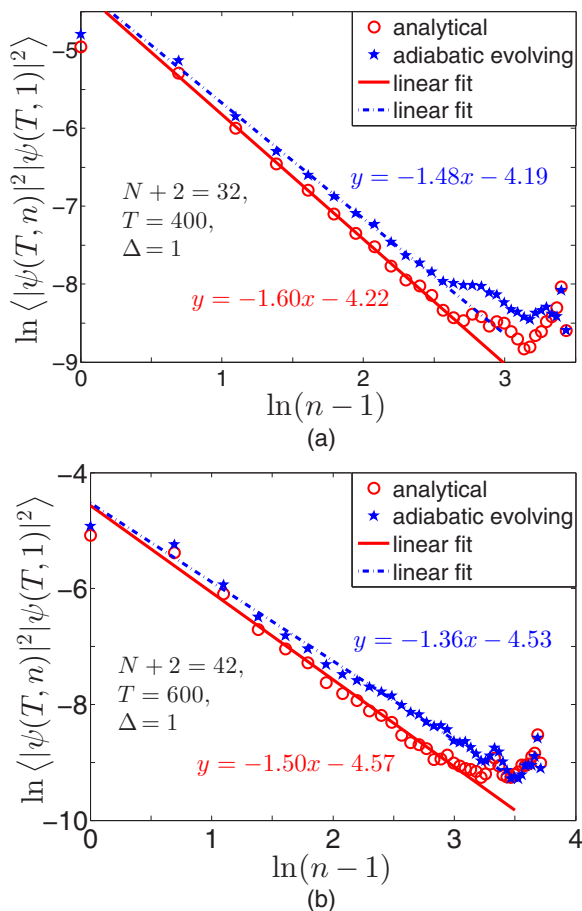 analytical
adiabatic evolving
linear fit
linear fit
ln⟨|ψ(T, n)|²|ψ(T, 1)|²⟩
-5
-6
-7
-8
-9
y = −1.48x − 4.19
N + 2 = 32,
T = 400,
Δ = 1
y = −1.60x − 4.22
0
1
2
3
ln(n − 1)
(a)
analytical
adiabatic evolving
linear fit
linear fit
ln⟨|ψ(T, n)|²|ψ(T, 1)|²⟩
−4
−6
−8
−10
y = −1.36x − 4.53
N + 2 = 42,
T = 600,
Δ = 1
y = −1.50x − 4.57
0
1
2
3
4
ln(n − 1)
(b)